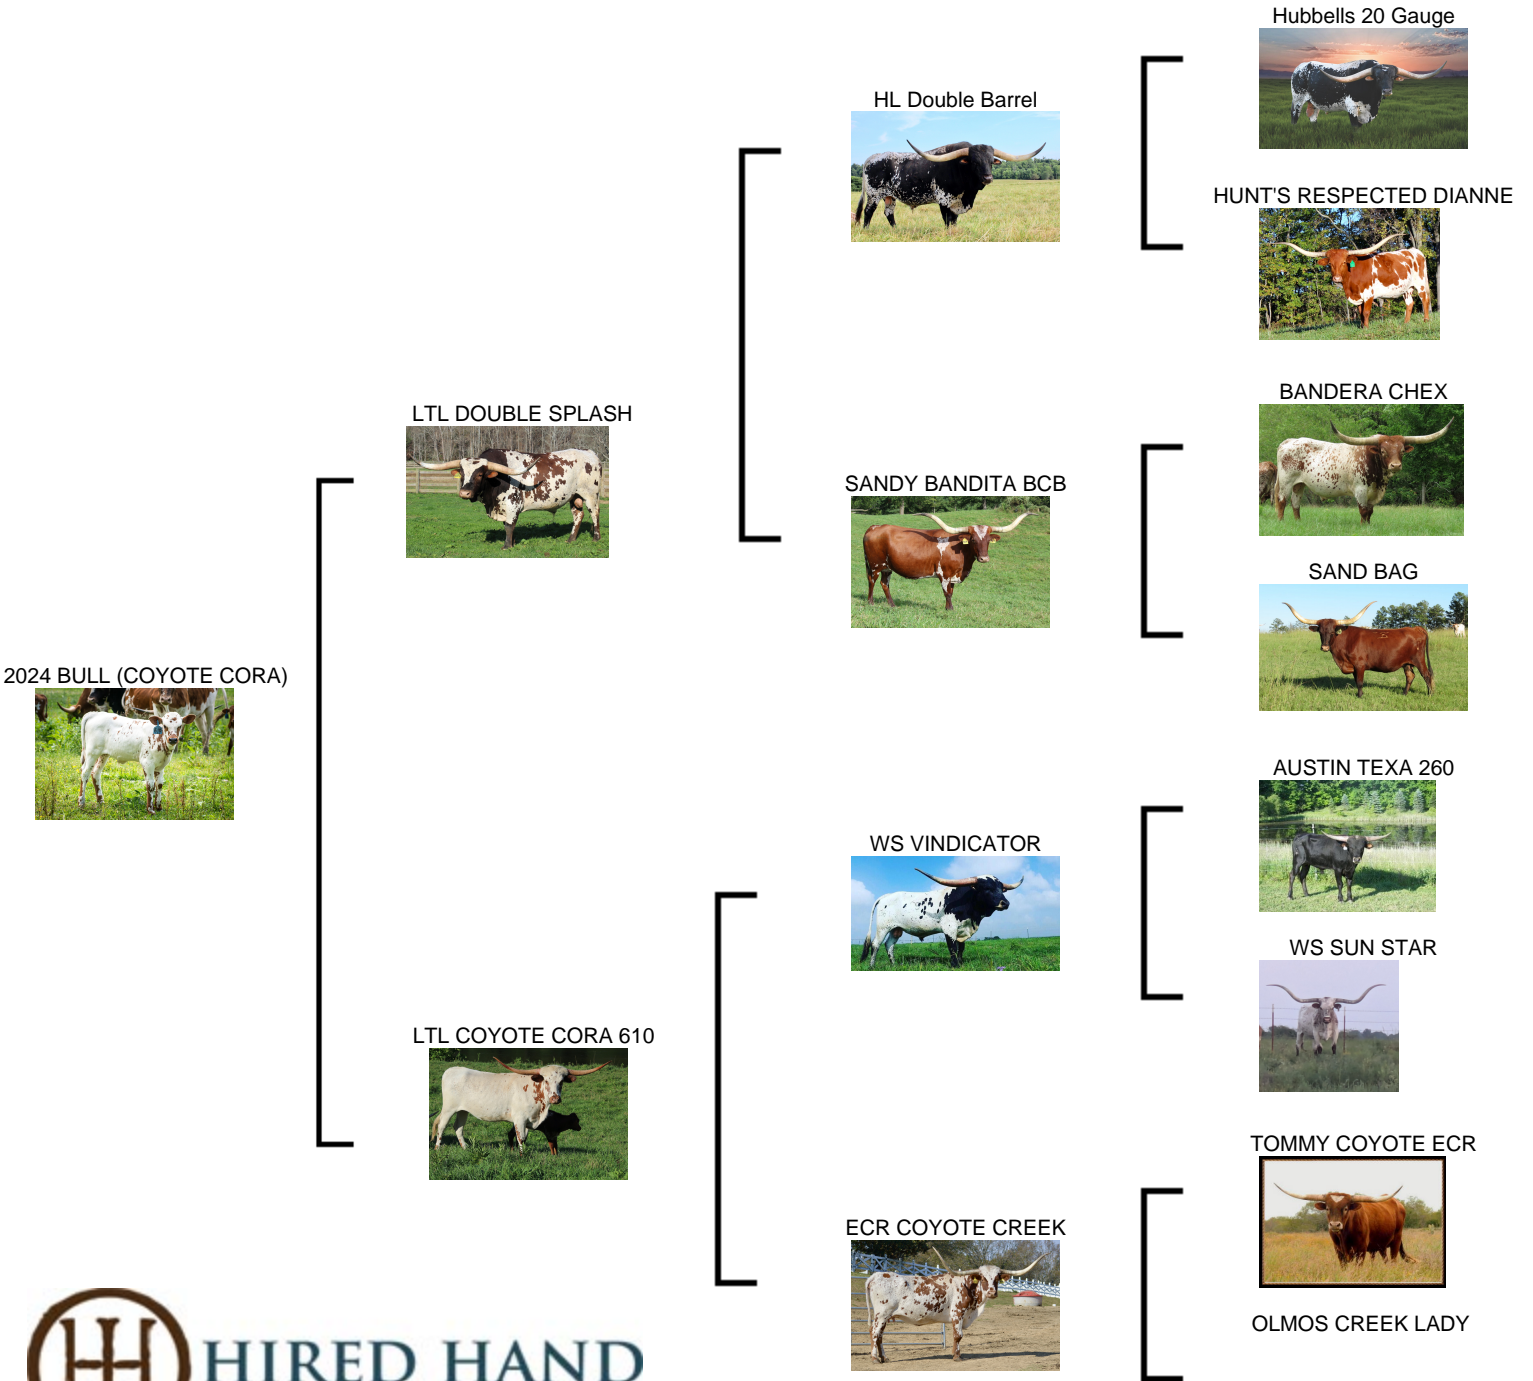 Hubbells 20 Gauge
HL Double Barrel
HUNT'S RESPECTED DIANNE
BANDERA CHEX
LTL DOUBLE SPLASH
SANDY BANDITA BCB
SAND BAG
2024 BULL (COYOTE CORA)
AUSTIN TEXA 260
WS VINDICATOR
WS SUN STAR
LTL COYOTE CORA 610
TOMMY COYOTE ECR
ECR COYOTE CREEK
OLMOS CREEK LADY
HIRED HAND